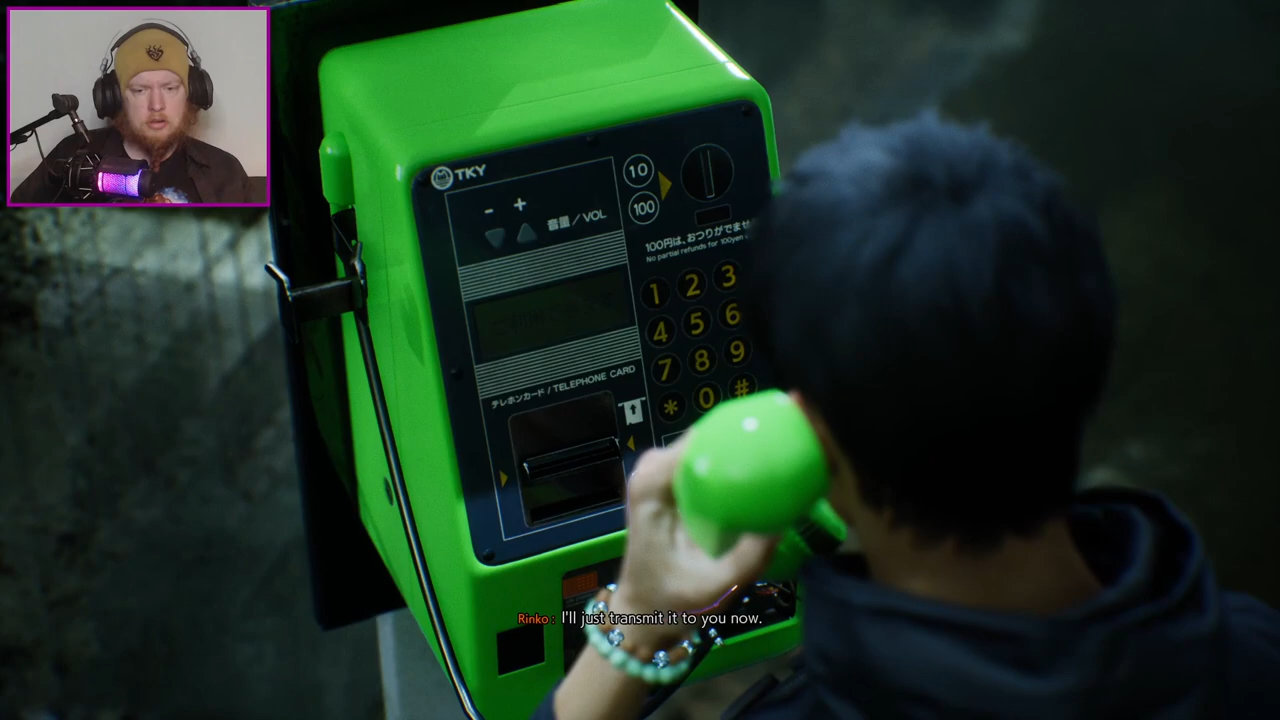 TKY
- +
音量/VOL
10
100
100円は、おつりがでませ
No partial refunds for 100yen
1 2 3
4 5 6
7 8 9
* 0 #
テレホンカード/TELEPHONE CARD
Rinko : I'll just transmit it to you now.